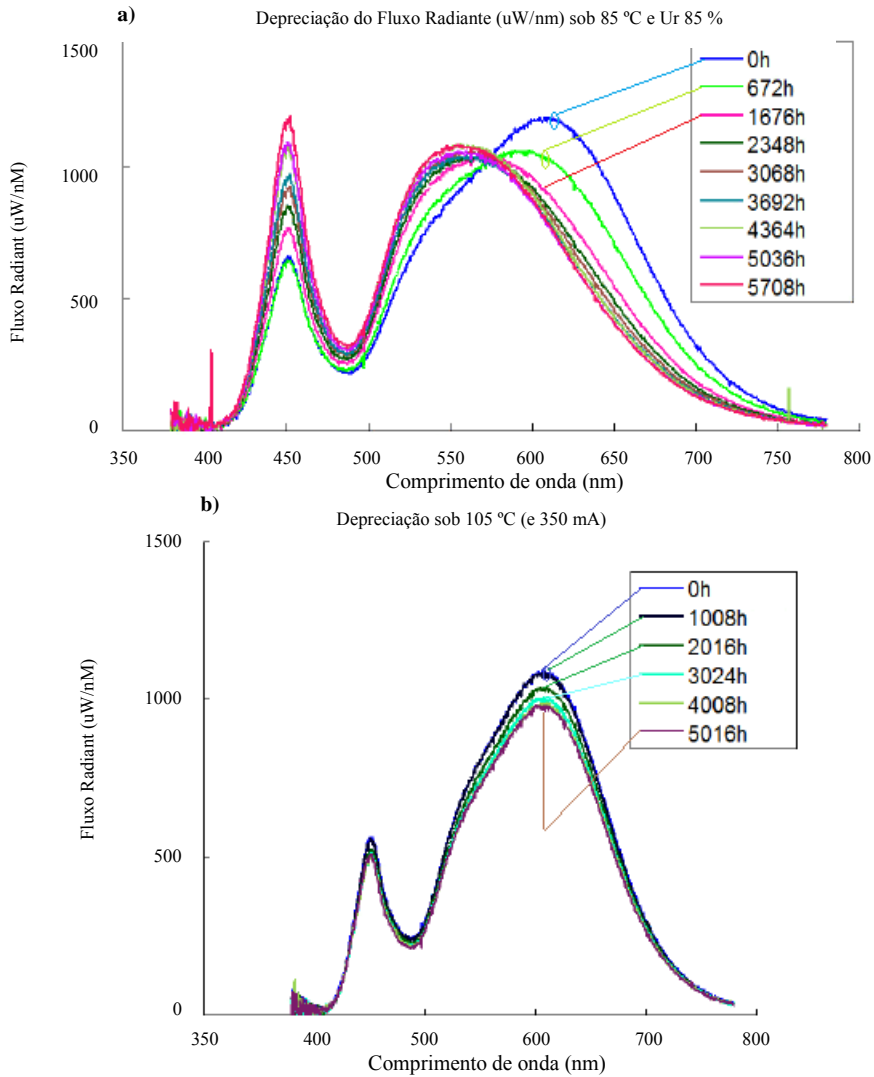 a)
Depreciação do Fluxo Radiante (uW/nm) sob 85 ºC e Ur 85 %
Fluxo Radiant (uW/nM)
1500
1000
500
0
350
400
450
500
550
600
650
700
750
800
Comprimento de onda (nm)
0h
672h
1676h
2348h
3068h
3692h
4364h
5036h
5708h
b)
Depreciação sob 105 ºC (e 350 mA)
Fluxo Radiant (uW/nM)
1500
1000
500
0
350
400
500
600
700
800
Comprimento de onda (nm)
0h
1008h
2016h
3024h
4008h
5016h